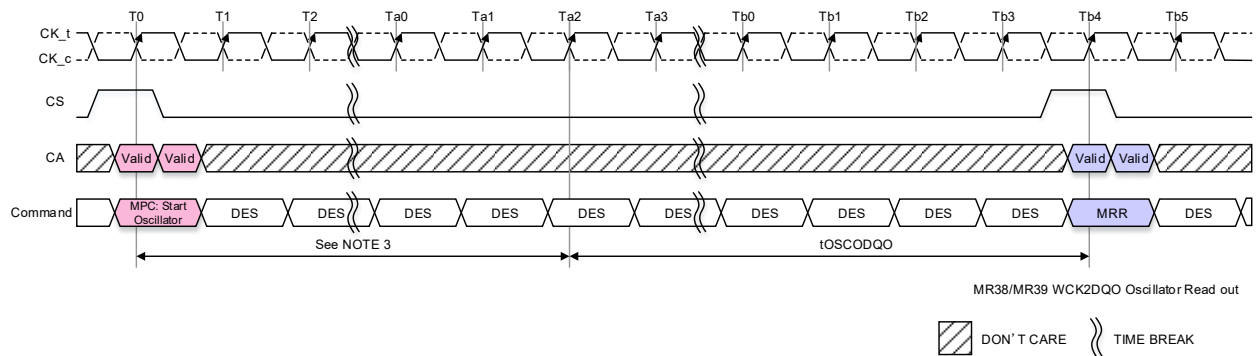 T0 T1 T2 Ta0 Ta1 Ta2 Ta3 Tb0 Tb1 Tb2 Tb3 Tb4 Tb5
CK_t
CK_c
CS
CA Valid Valid Valid Valid
Command MPC: Start Oscillator DES DES DES DES DES DES DES DES DES DES MRR DES
See NOTE 3 tOSCODQO
MR38/MR39 WCK2DQO Oscillator Read out
DON'T CARE TIME BREAK